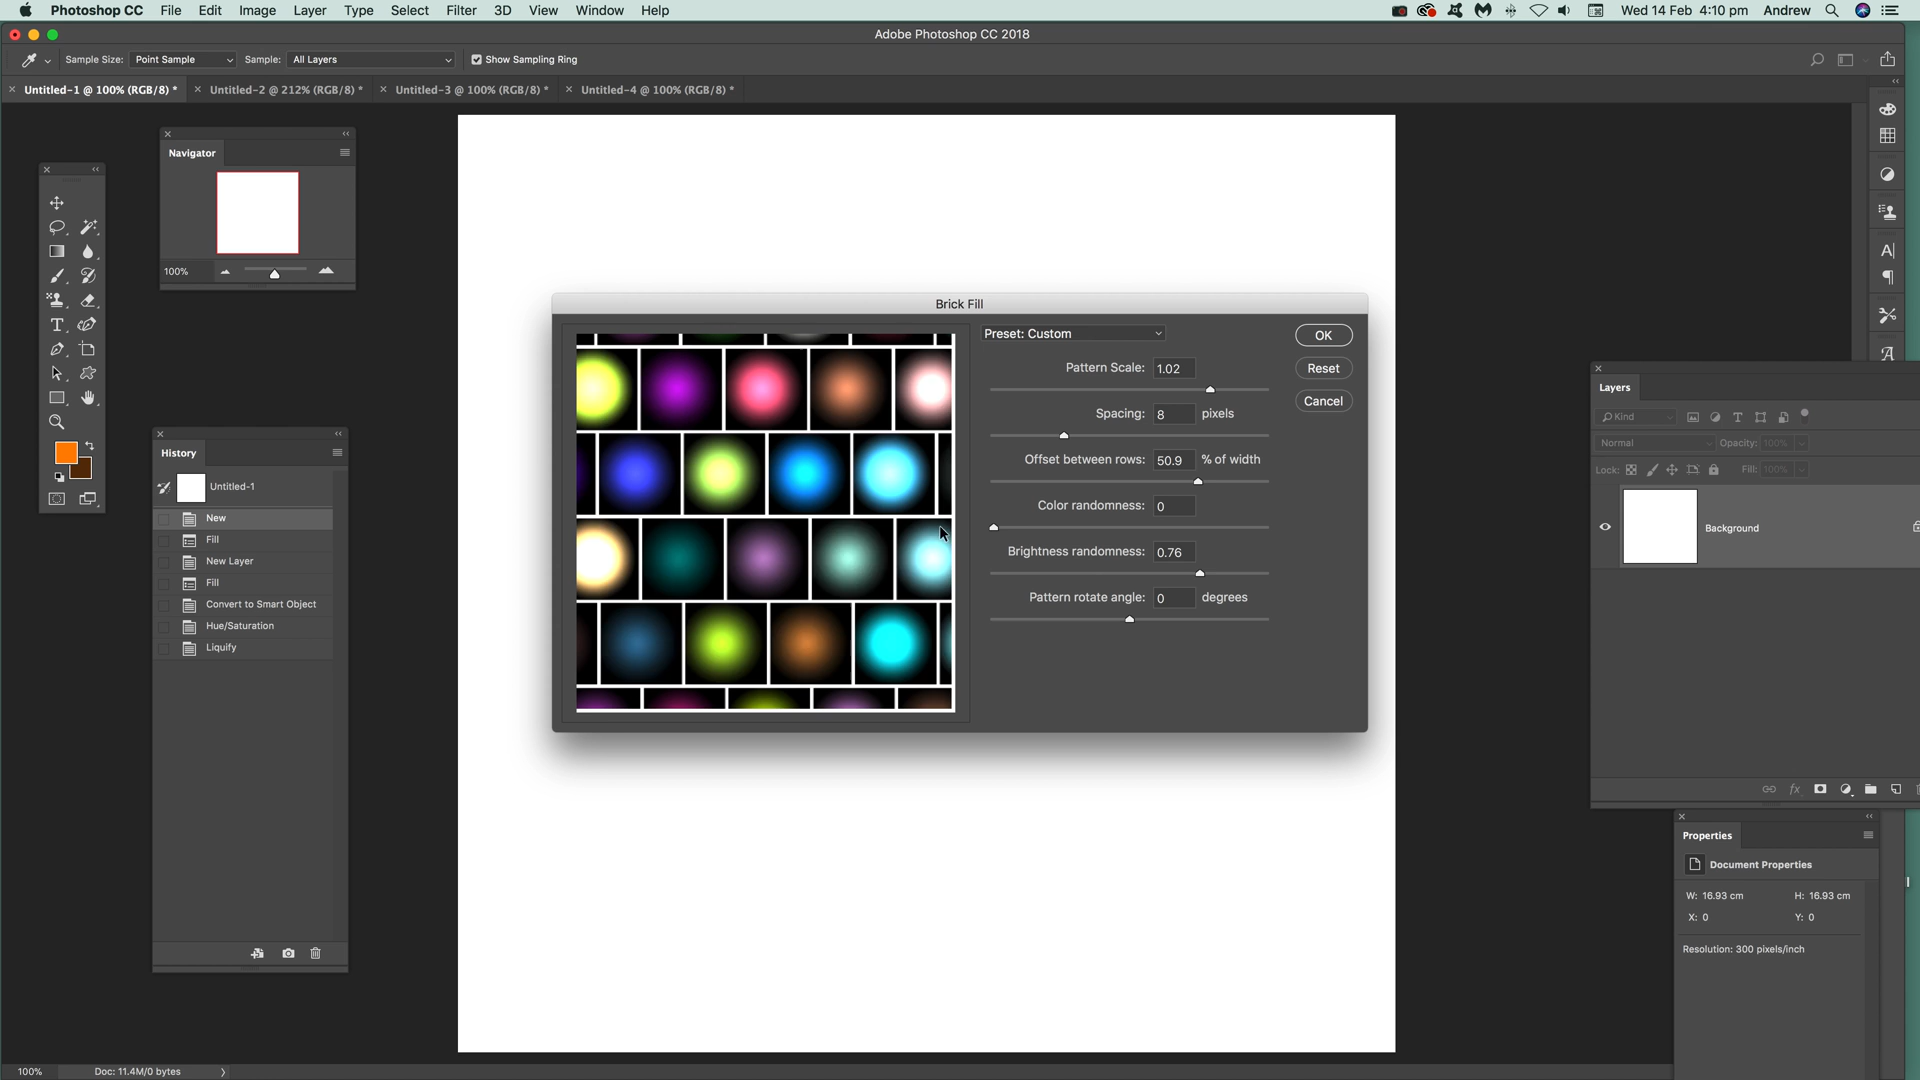 Photoshop CC File Edit Image Layer Type Select Filter 3D View Window Help Wed 14 Feb 4:10 pm Andrew
Adobe Photoshop CC 2018
Sample Size: Point Sample Sample: All Layers Show Sampling Ring
Untitled-1 @ 100% (RGB/8) * Untitled-2 @ 212% (RGB/8) * Untitled-3 @ 100% (RGB/8) * Untitled-4 @ 100% (RGB/8) *
Navigator
100%
History
Untitled-1
New
Fill
New Layer
Fill
Convert to Smart Object
Hue/Saturation
Liquify
Brick Fill
Preset: Custom
OK
Pattern Scale: 1.02
Reset
Spacing: 8 pixels
Cancel
Offset between rows: 50.9 % of width
Color randomness: 0
Brightness randomness: 0.76
Pattern rotate angle: 0 degrees
Layers
Kind
Normal Opacity: 100%
Lock: Fill: 100%
Background
fx
Properties
Document Properties
W: 16.93 cm H: 16.93 cm
X: 0 Y: 0
Resolution: 300 pixels/inch
100% Doc: 11.4M/0 bytes